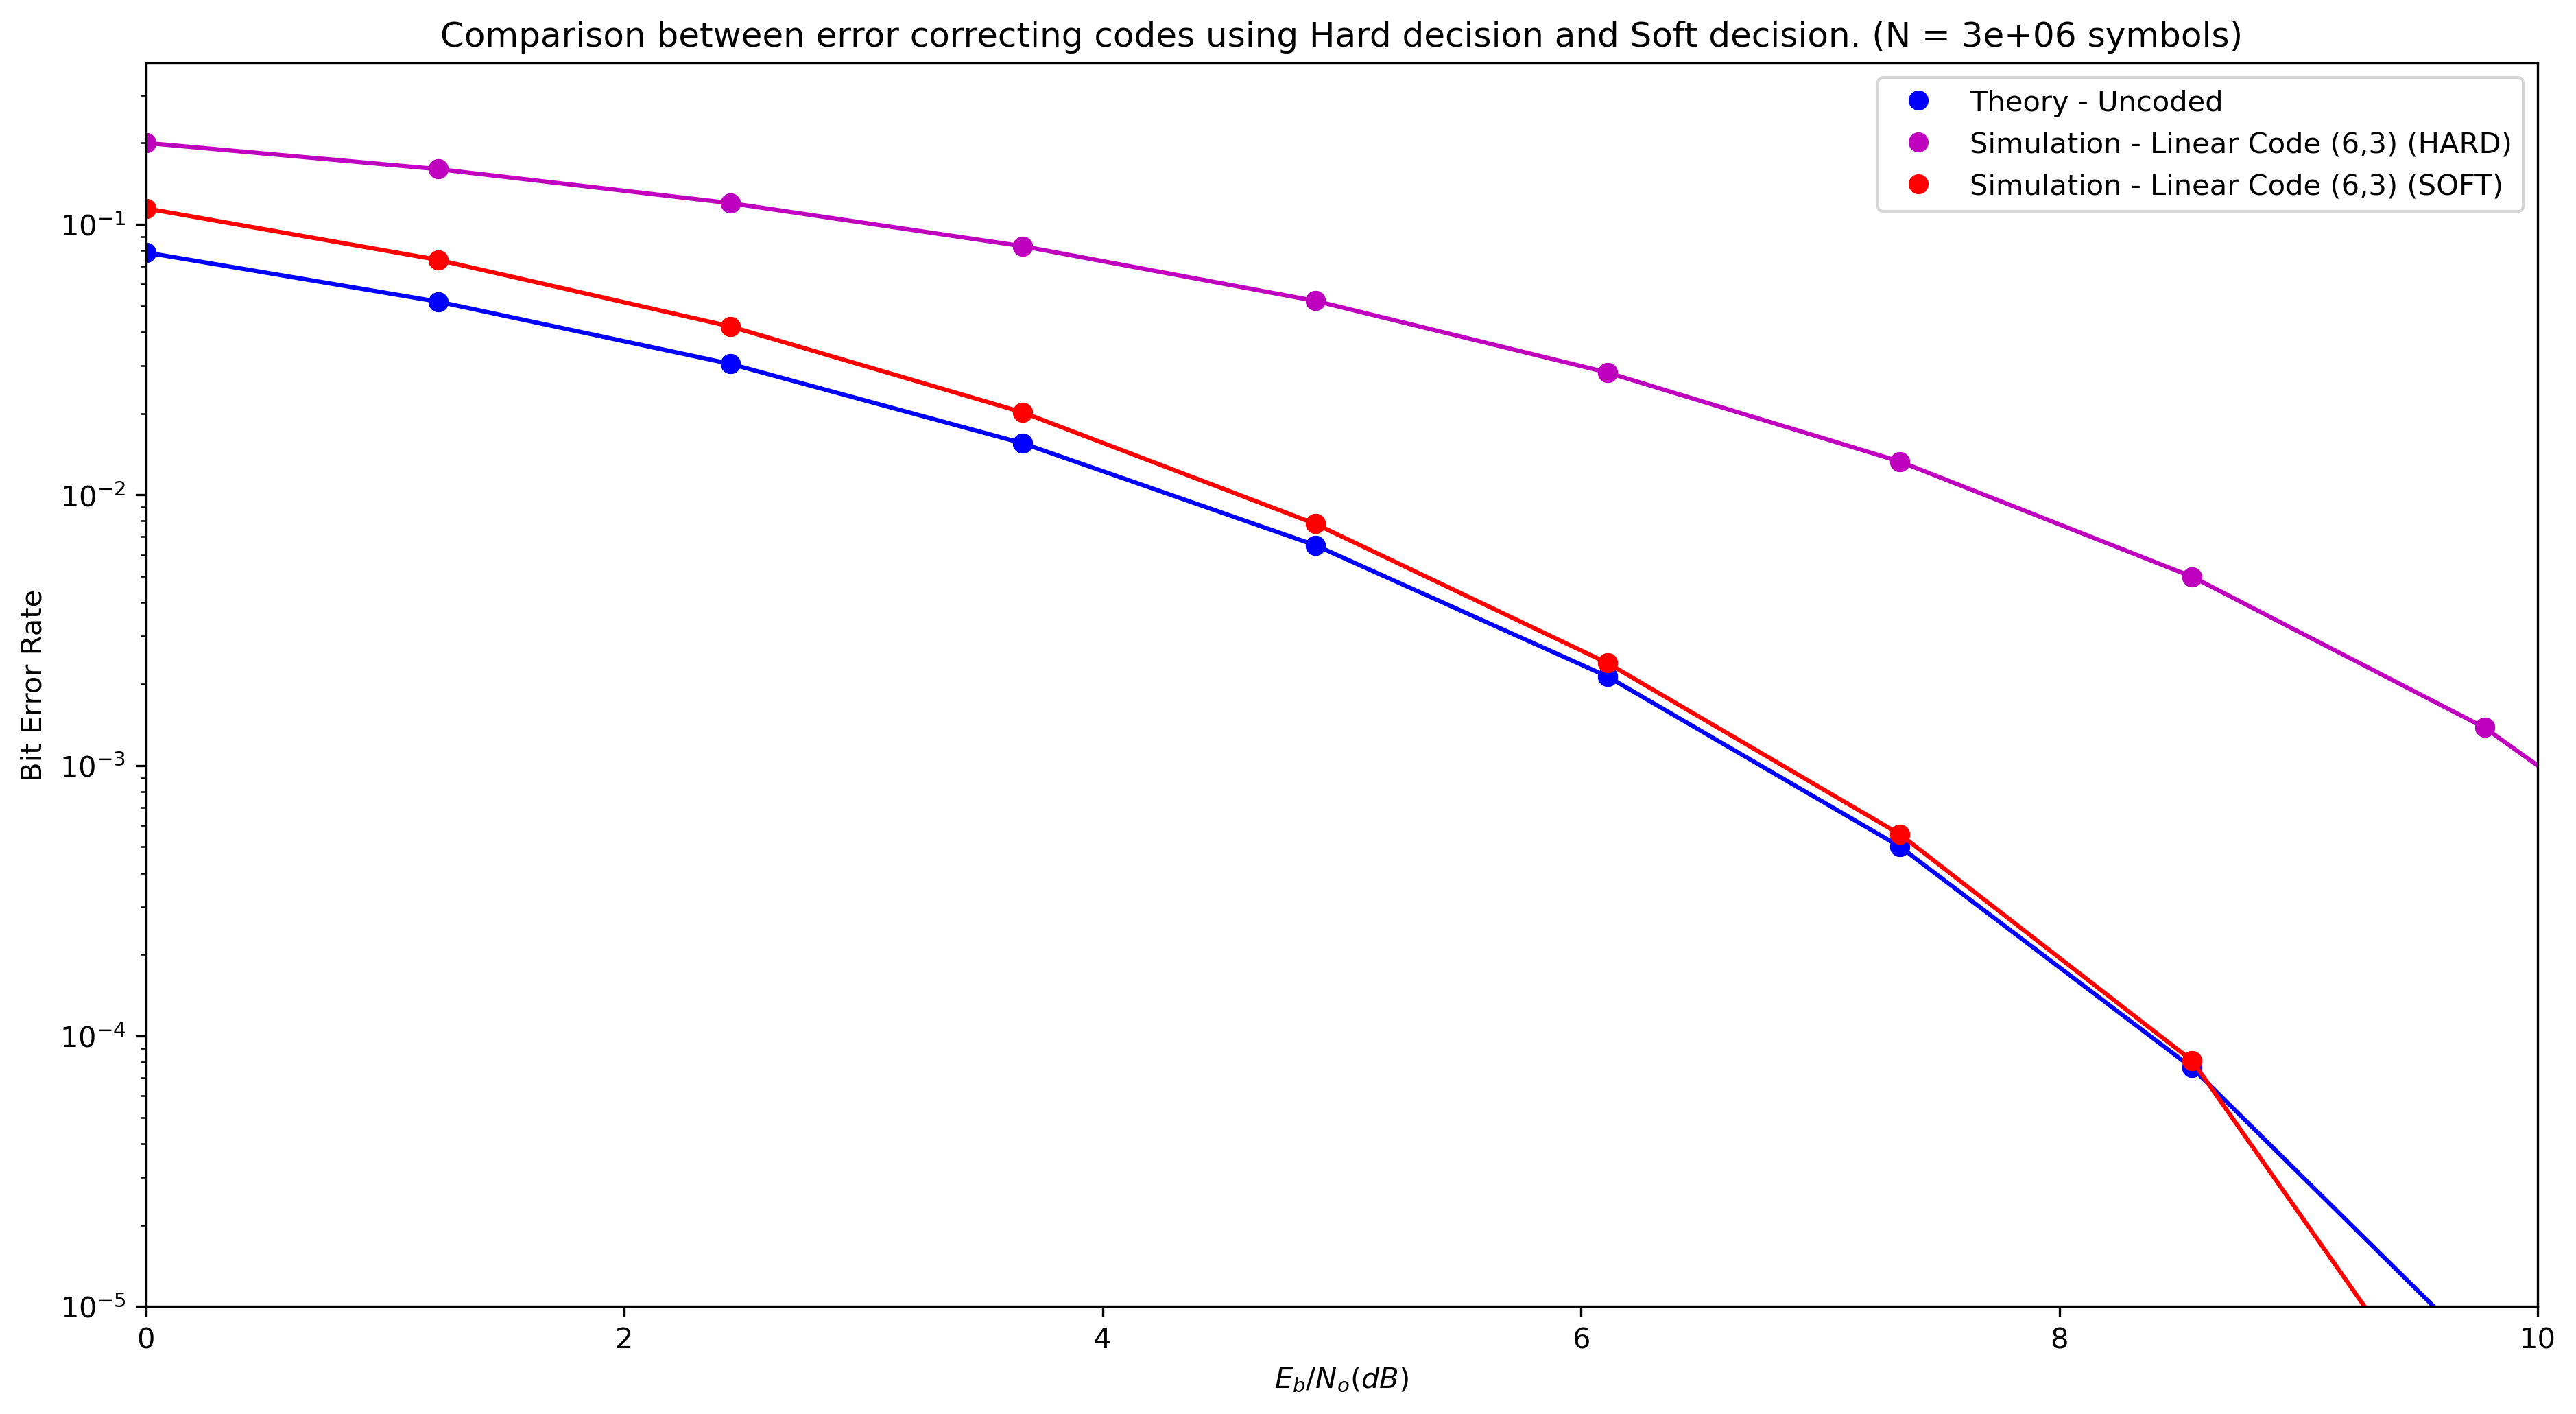 Comparison between error correcting codes using Hard decision and Soft decision. (N = 3e+06 symbols)
Theory - Uncoded
Simulation - Linear Code (6,3) (HARD)
Simulation - Linear Code (6,3) (SOFT)
Bit Error Rate
10⁻¹
10⁻²
10⁻³
10⁻⁴
10⁻⁵
0 2 4 6 8 10
E_b/N_o(dB)